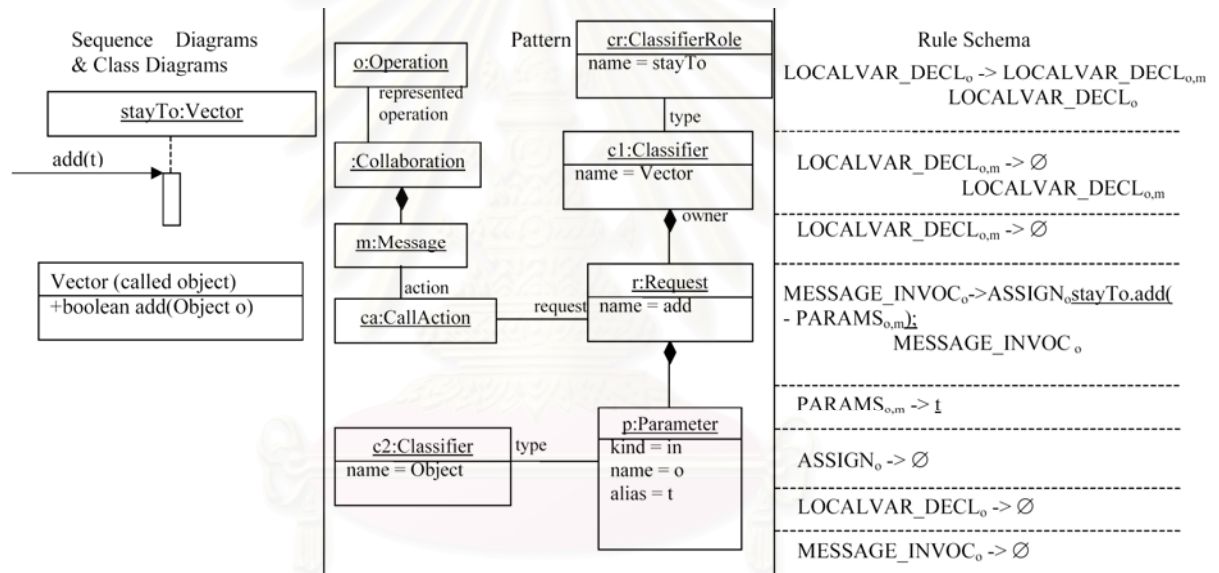 Sequence Diagrams
& Class Diagrams
stayTo:Vector
add(t)
Vector (called object)
+boolean add(Object o)
Pattern
o:Operation
represented
operation
:Collaboration
m:Message
action
ca:CallAction
request
cr:ClassifierRole
name = stayTo
type
c1:Classifier
name = Vector
owner
r:Request
name = add
c2:Classifier
name = Object
type
p:Parameter
kind = in
name = o
alias = t
Rule Schema
LOCALVAR_DECLo -> LOCALVAR_DECLo,m
LOCALVAR_DECLo
LOCALVAR_DECLo,m -> ∅
LOCALVAR_DECLo,m
LOCALVAR_DECLo,m -> ∅
MESSAGE_INVOCo->ASSIGNostayTo.add(
- PARAMSo,m);
MESSAGE_INVOC o
PARAMSo,m -> t
ASSIGNo -> ∅
LOCALVAR_DECLo -> ∅
MESSAGE_INVOCo -> ∅